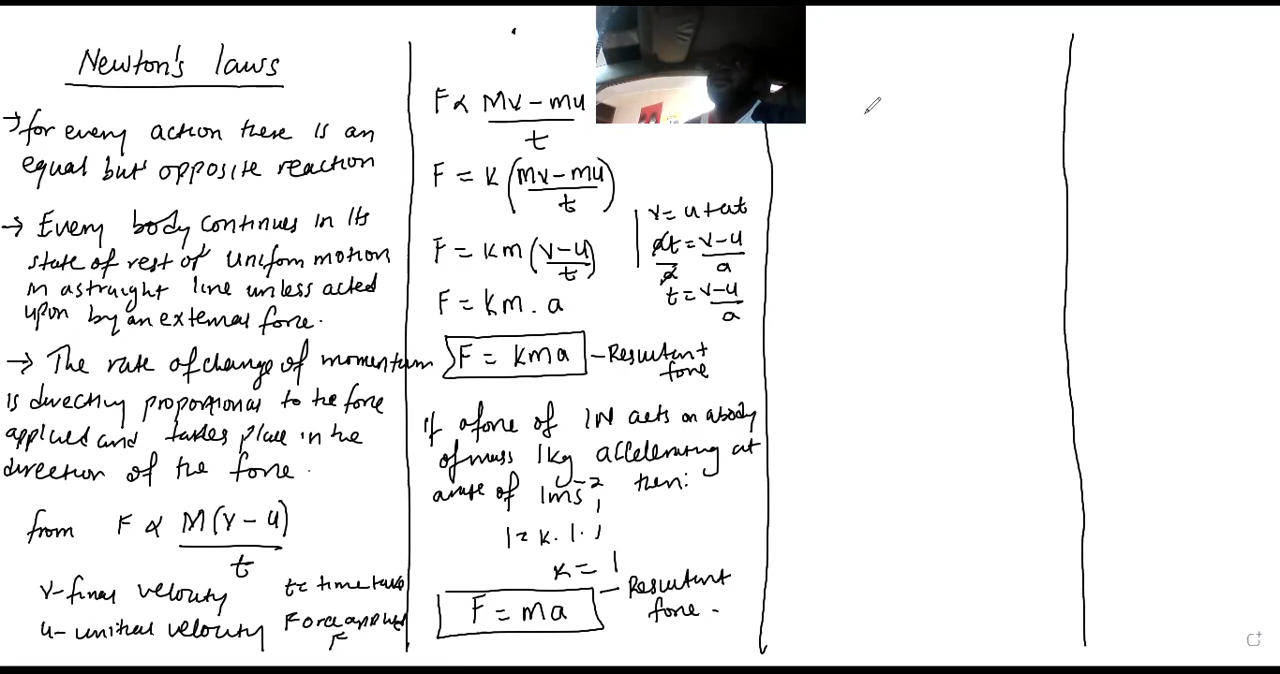 Newton's laws
→ for every action there is an
equal but opposite reaction
→ Every body continues in its
state of rest of uniform motion
in a straight line unless acted
upon by an external force.
→ The rate of change of momentum
is directly proportional to the force
applied and takes place in the
direction of the force.
from F ∝ M(v-u)
t
v-final velocity t= time taken
u- unitial velocity Force applied
F
F ∝ Mv - mu
t
F = k (Mv-mu)
t
F = km (v-u)
t
F = km . a
F = kma - Resultant
force
v = u + at
at = v-u
a a
t = v-u
a
If a force of 1N acts on a body
of mass 1kg accelerating at
a rate of 1ms⁻², then:
1 = k. 1. 1
k = 1
F = ma - Resultant
force.